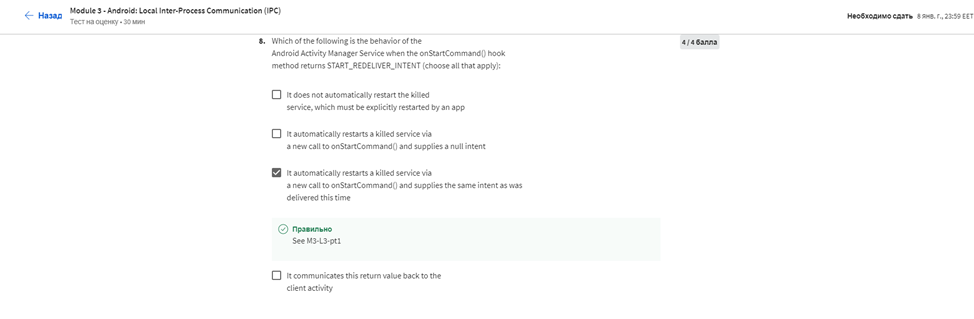 Назад
Module 3 - Android: Local Inter-Process Communication (IPC)
Тест на оценку • 30 мин
Необходимо сдать 8 янв. г., 23:59 EET
8. Which of the following is the behavior of the
Android Activity Manager Service when the onStartCommand() hook
method returns START_REDELIVER_INTENT (choose all that apply):
4 / 4 балла
It does not automatically restart the killed
service, which must be explicitly restarted by an app
It automatically restarts a killed service via
a new call to onStartCommand() and supplies a null intent
It automatically restarts a killed service via
a new call to onStartCommand() and supplies the same intent as was
delivered this time
Правильно
See M3-L3-pt1
It communicates this return value back to the
client activity